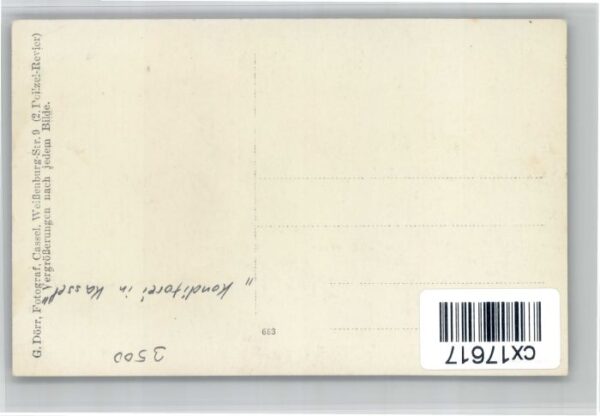 G. Dörr, Fotograf, Cassel, Weißenburg-Str. 9 (2. Polizei-Revier)
Vergrößerungen nach jedem Bilde.
"Konditorei in Kassel"
3500
663
CX17617